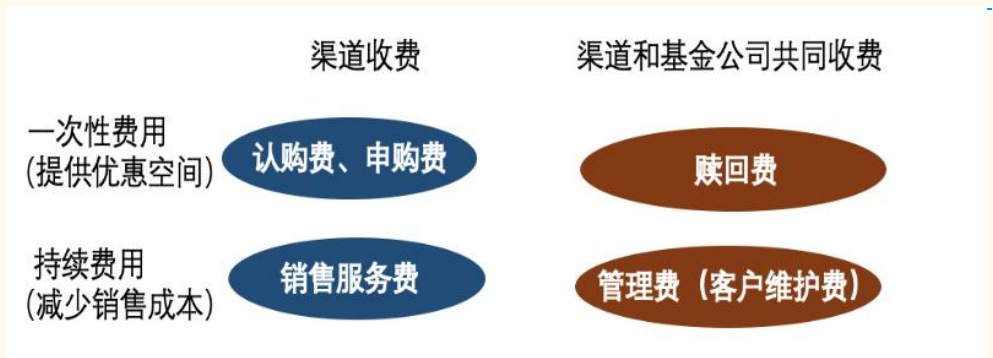 渠道收费
渠道和基金公司共同收费
一次性费用
(提供优惠空间)
认购费、申购费
赎回费
持续费用
(减少销售成本)
销售服务费
管理费（客户维护费）